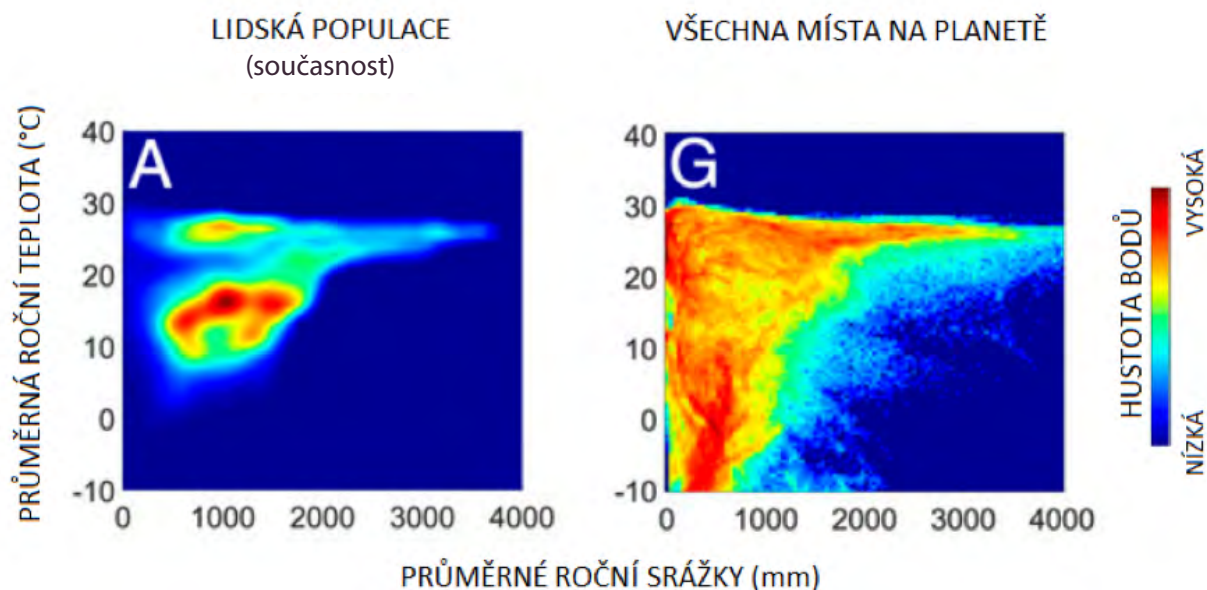 LIDSKÁ POPULACE
(současnost)
VŠECHNA MÍSTA NA PLANETĚ
PRŮMĚRNÁ ROČNÍ TEPLOTA (°C)
40
30
20
10
0
-10
A
0 1000 2000 3000 4000
40
30
20
10
0
-10
G
0 1000 2000 3000 4000
HUSTOTA BODŮ
VYSOKÁ
NÍZKÁ
PRŮMĚRNÉ ROČNÍ SRÁŽKY (mm)